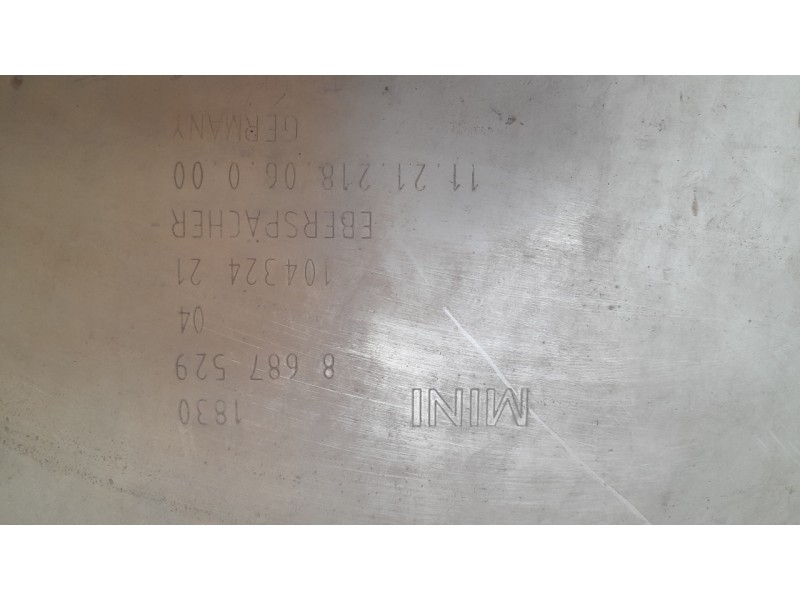 MINI 1830
8 687 529
04
104324 21
EBERSPÄCHER-
11.21.218.06.0.00
GERMANY